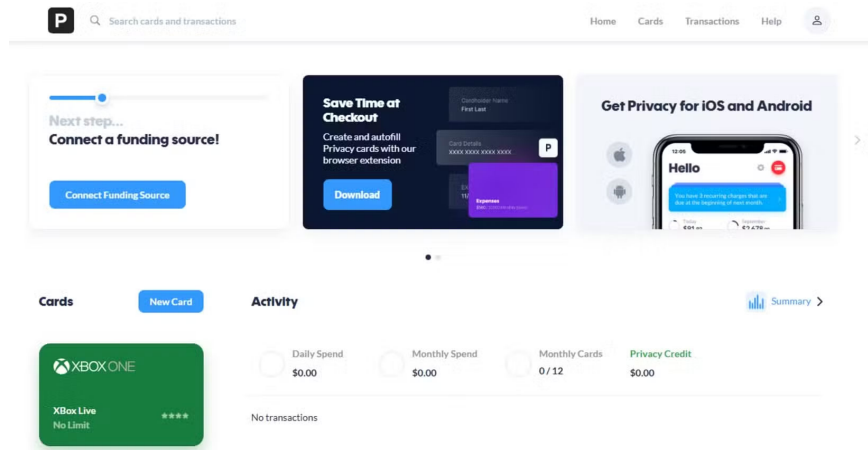 P
Search cards and transactions
Home
Cards
Transactions
Help
Next step...
Connect a funding source!
Connect Funding Source
Save Time at
Checkout
Create and autofill
Privacy cards with our
browser extension
Download
Cardholder Name
First Last
Card Details
XXXX XXXX XXXX XXXX
P
11/
Expenses
Get Privacy for iOS and Android
12:05
Hello
You have 3 recurring charges that are
due at the beginning of next month.
Today
September
Cards
New Card
Activity
Summary
XBOX ONE
XBox Live
No Limit
****
Daily Spend
$0.00
Monthly Spend
$0.00
Monthly Cards
0 / 12
Privacy Credit
$0.00
No transactions